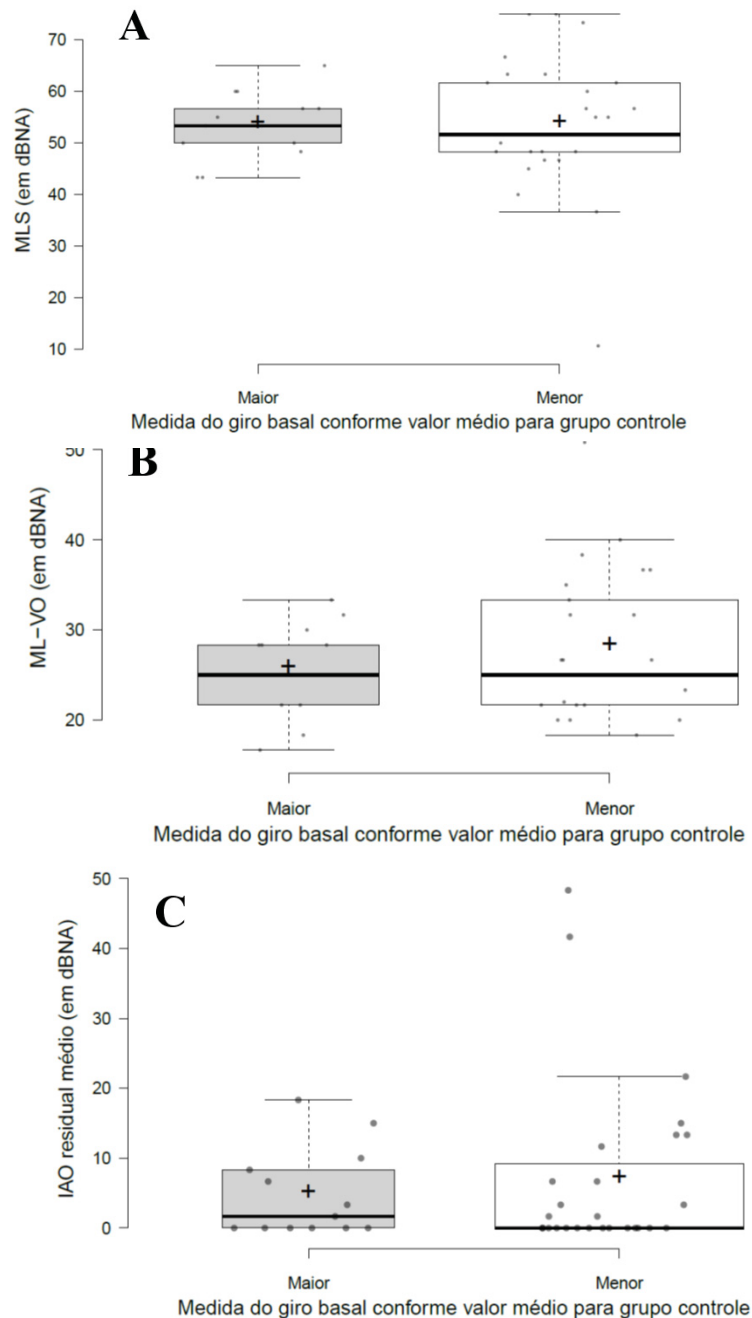 A
70
60
50
40
30
20
10
MLS (em dBNA)
Maior
Menor
Medida do giro basal conforme valor médio para grupo controle
B
50
40
30
20
ML−VO (em dBNA)
Maior
Menor
Medida do giro basal conforme valor médio para grupo controle
C
50
40
30
20
10
0
IAO residual médio (em dBNA)
Maior
Menor
Medida do giro basal conforme valor médio para grupo controle